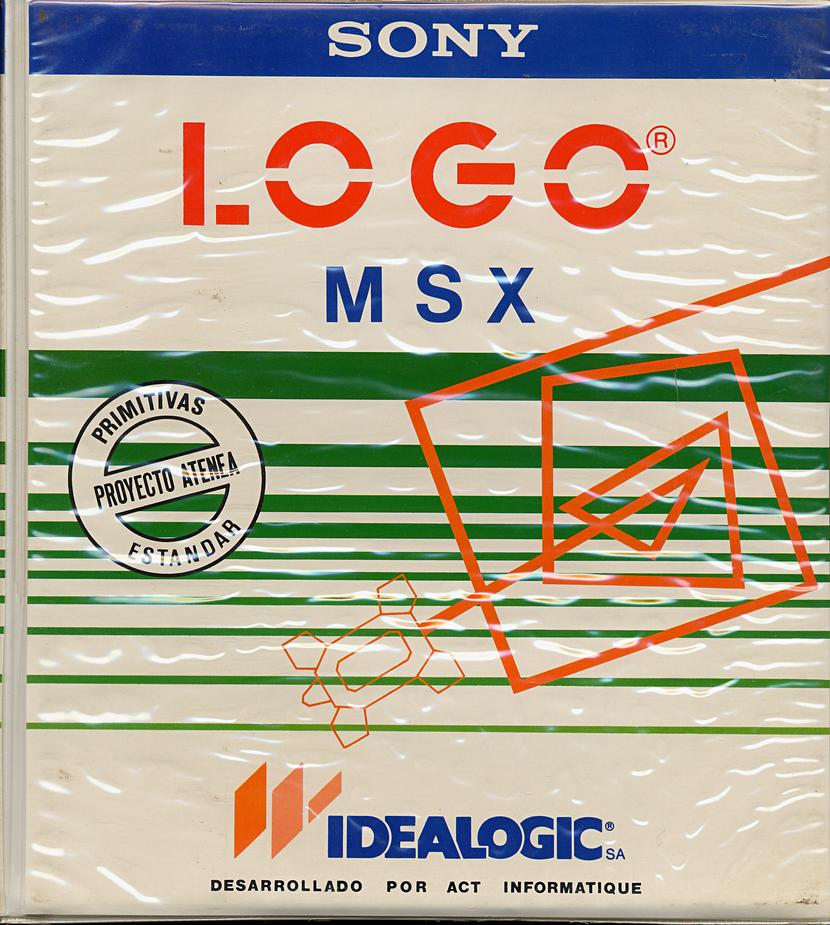 SONY
LOGO®
MSX
PRIMITIVAS
PROYECTO ATENEA
ESTANDAR
IDEALOGIC®
SA
DESARROLLADO POR ACT INFORMATIQUE